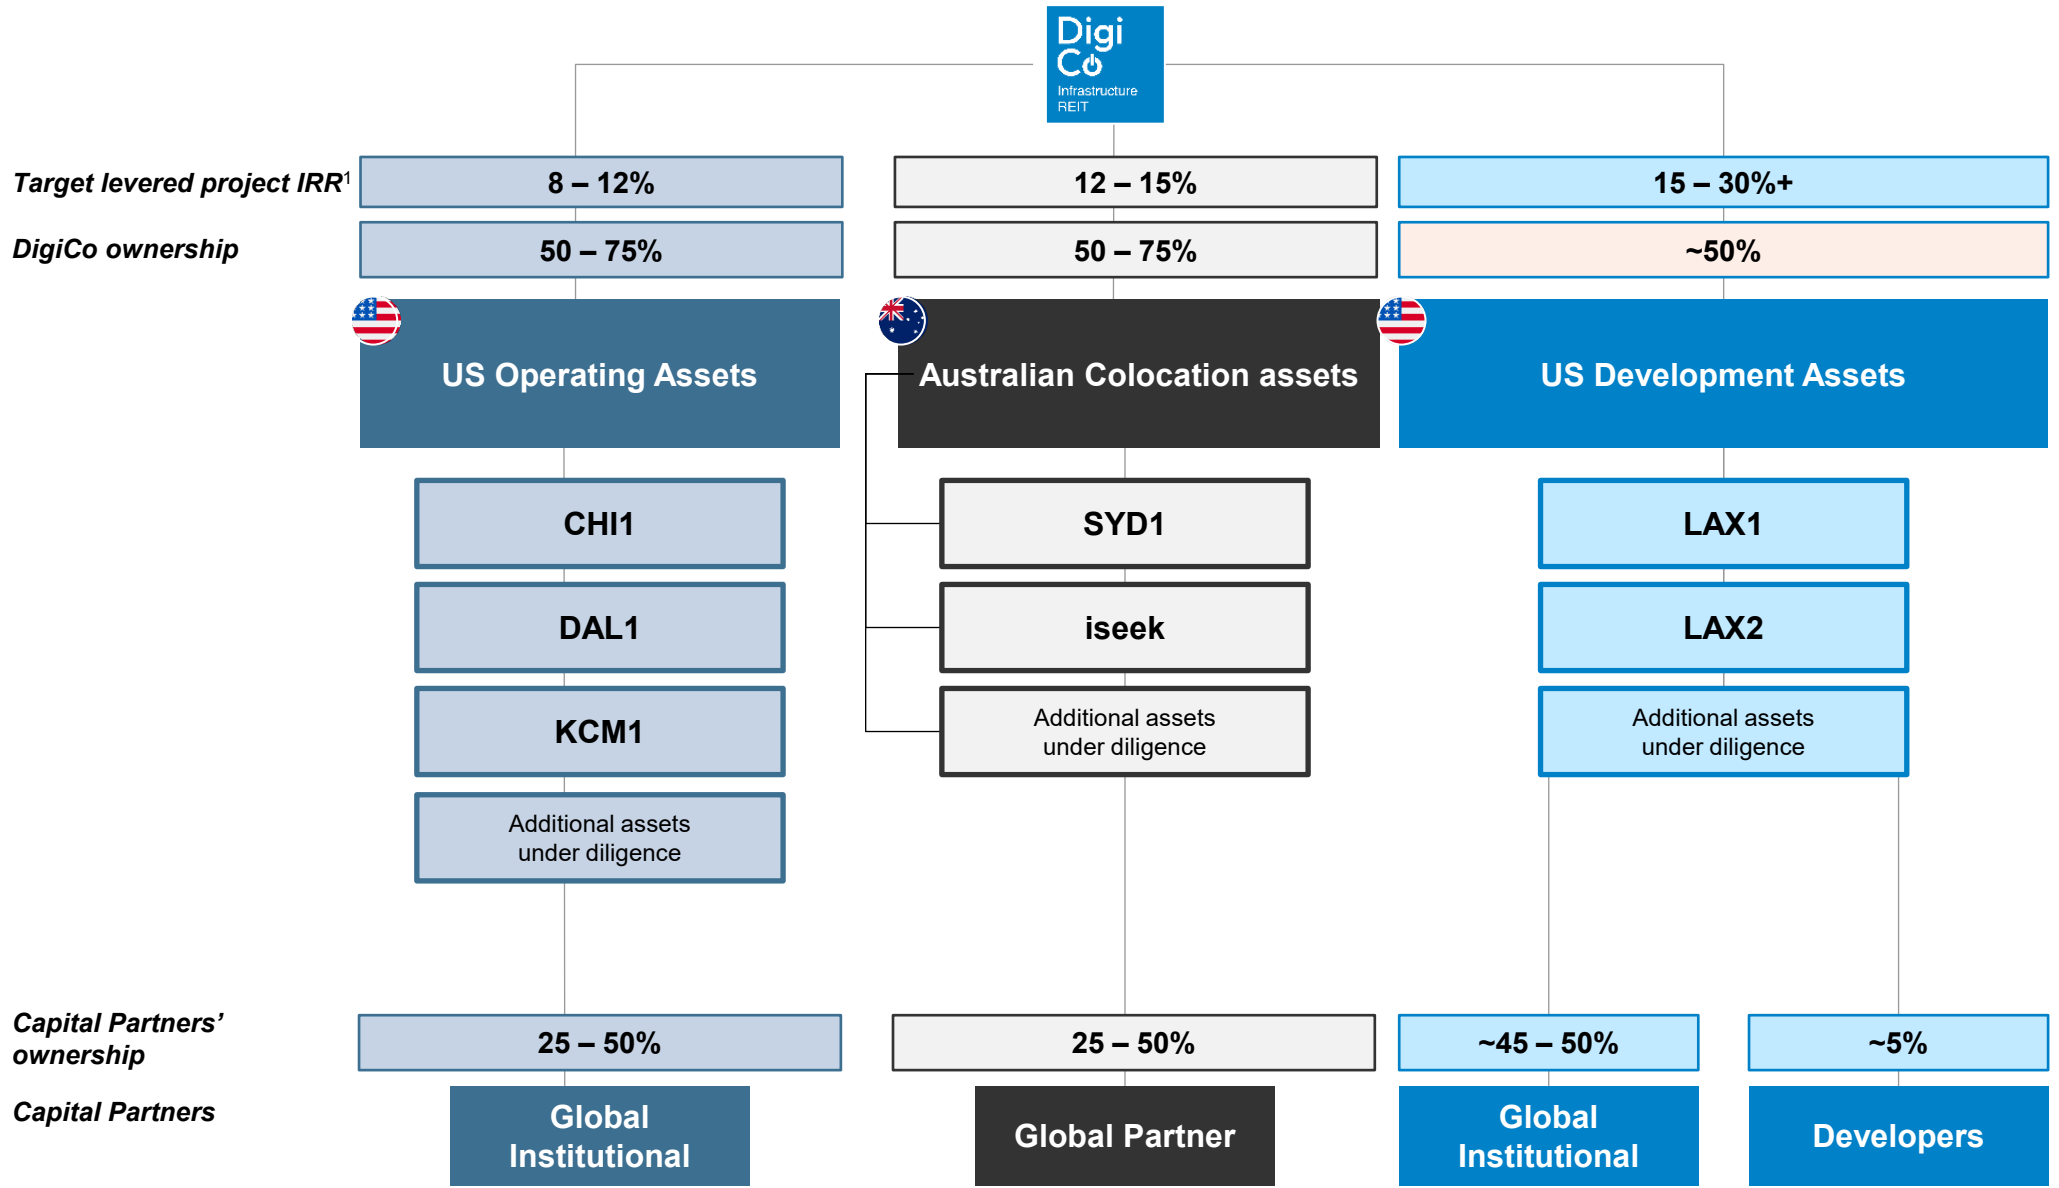 Digi
Co
Infrastructure
REIT
Target levered project IRR1
8 – 12%
12 – 15%
15 – 30%+
DigiCo ownership
50 – 75%
50 – 75%
~50%
US Operating Assets
Australian Colocation assets
US Development Assets
CHI1
SYD1
LAX1
DAL1
iseek
LAX2
KCM1
Additional assets
under diligence
Additional assets
under diligence
Additional assets
under diligence
Capital Partners’
ownership
25 – 50%
25 – 50%
~45 – 50%
~5%
Capital Partners
Global
Institutional
Global Partner
Global
Institutional
Developers